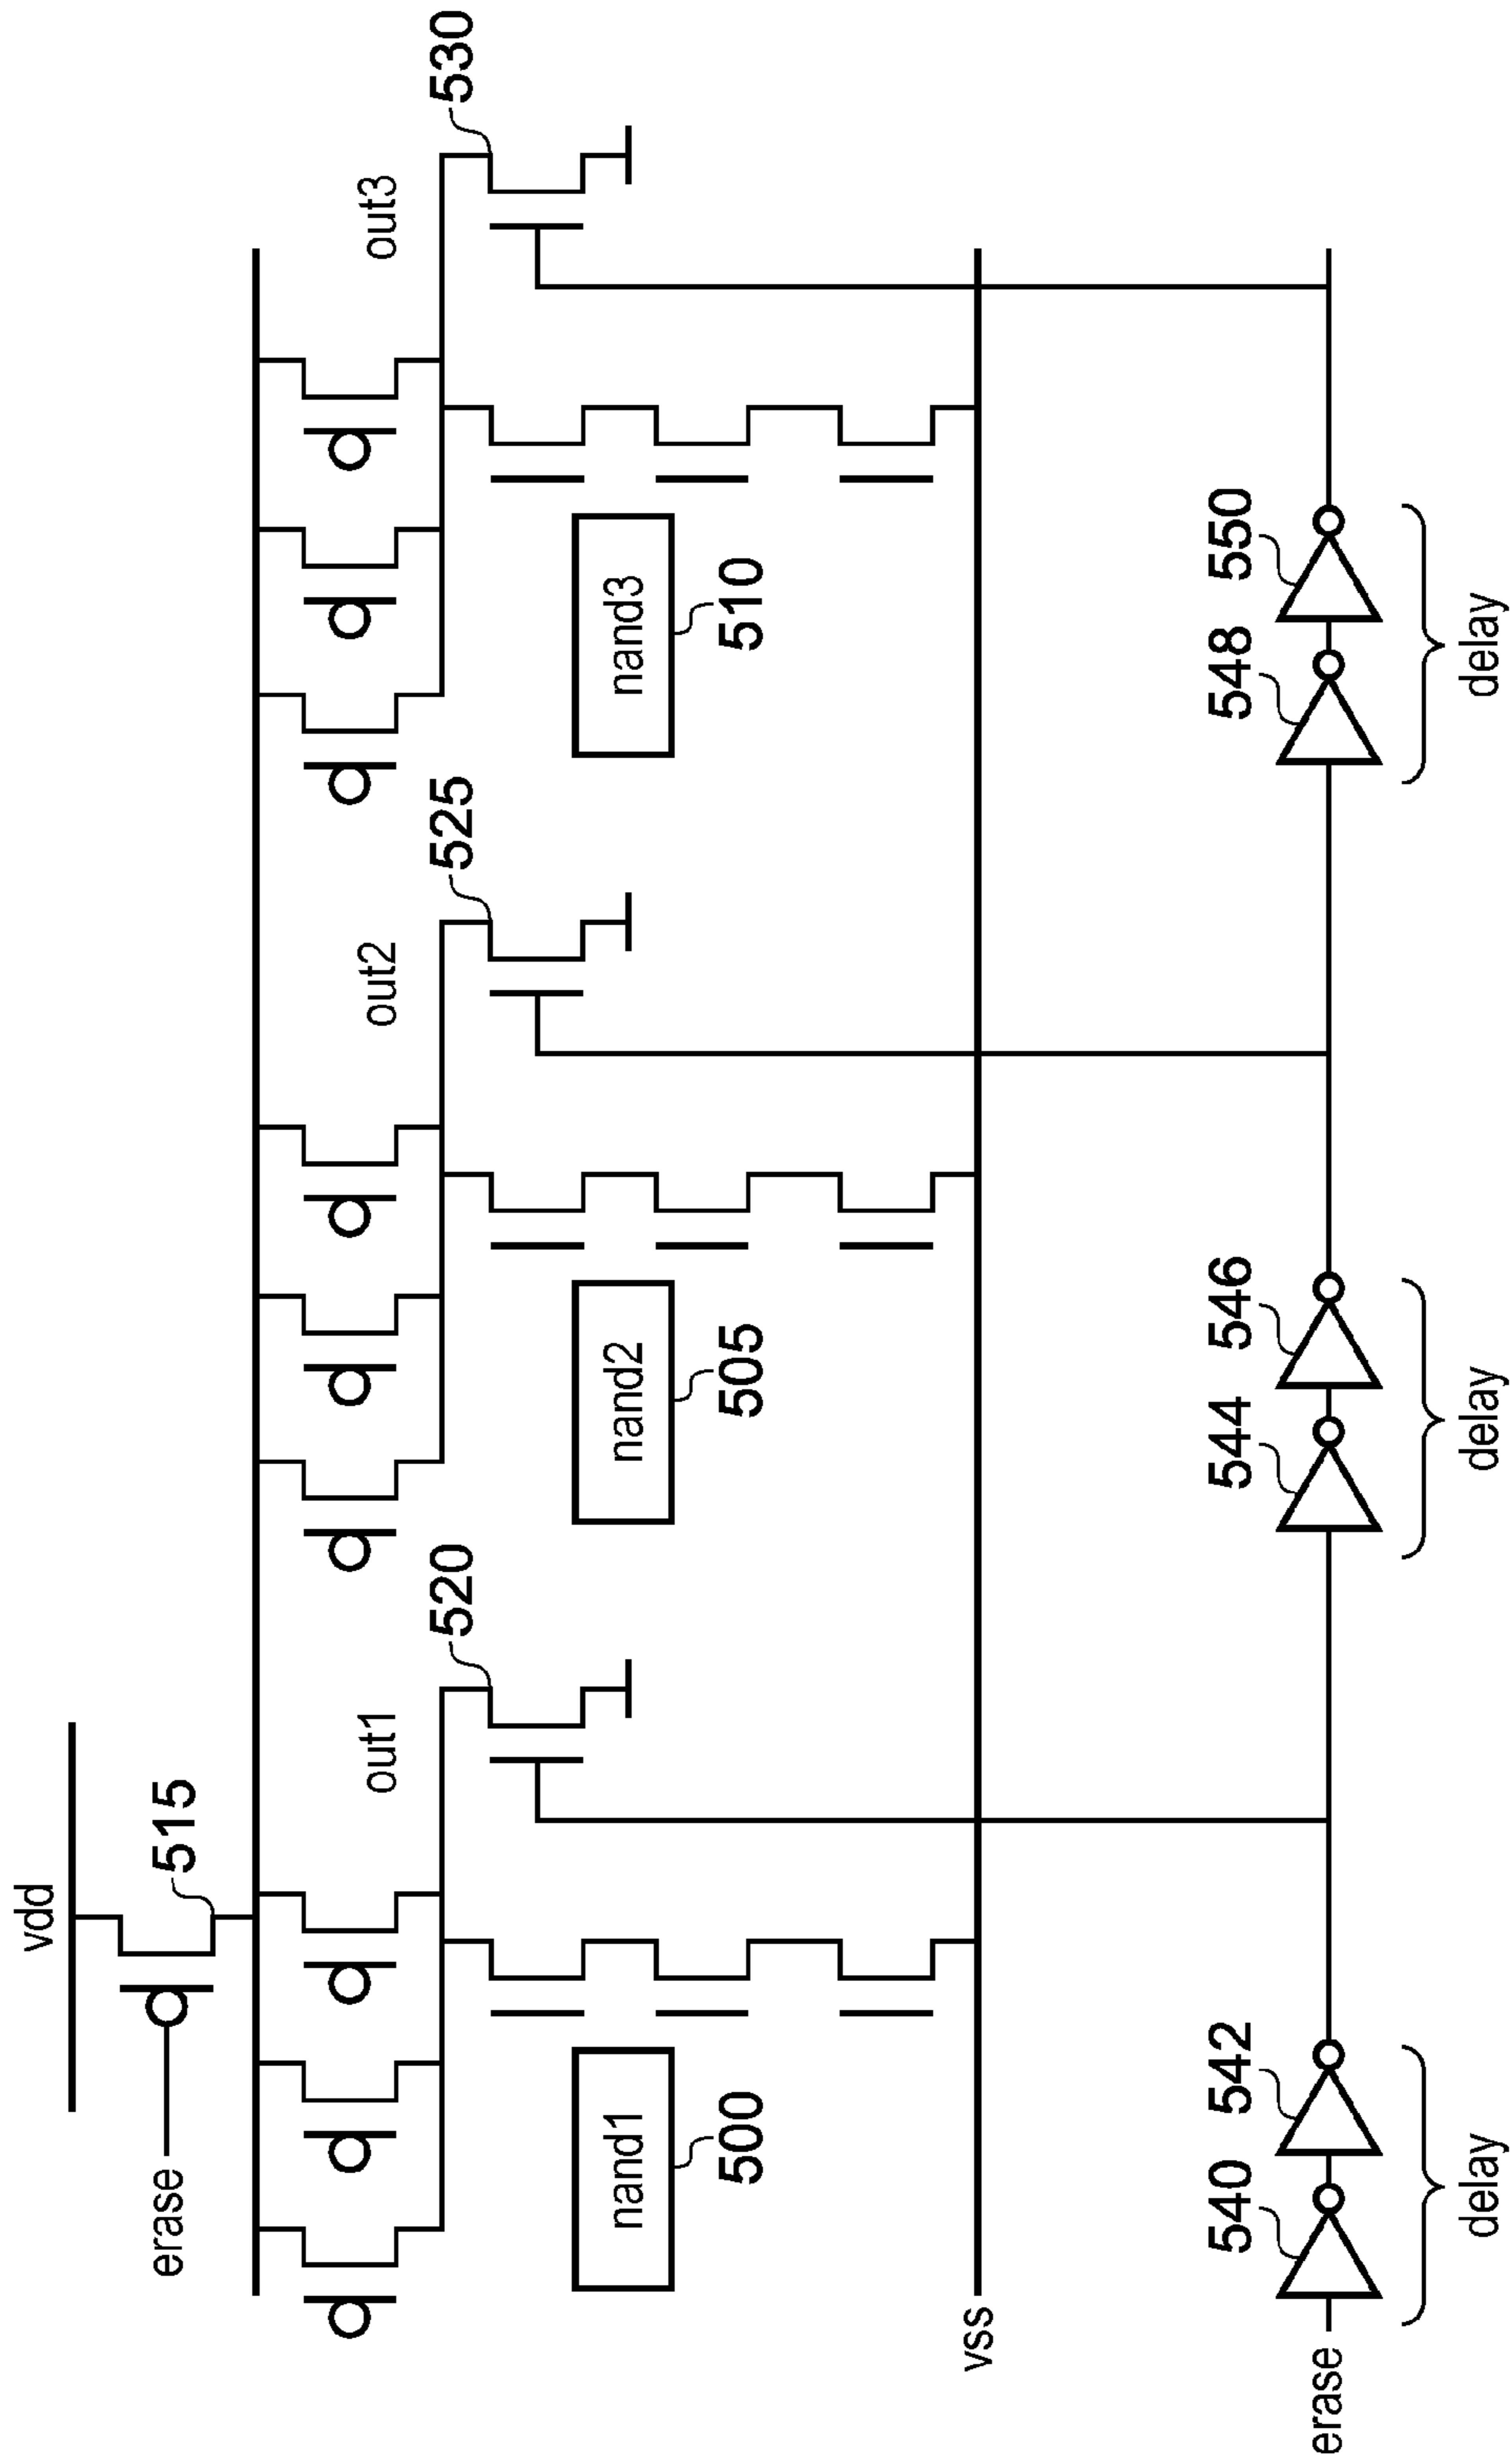 vdd
erase
515
out1
out2
out3
520
525
530
nand1
nand2
nand3
500
505
510
vss
540
542
544
546
548
550
erase
delay
delay
delay